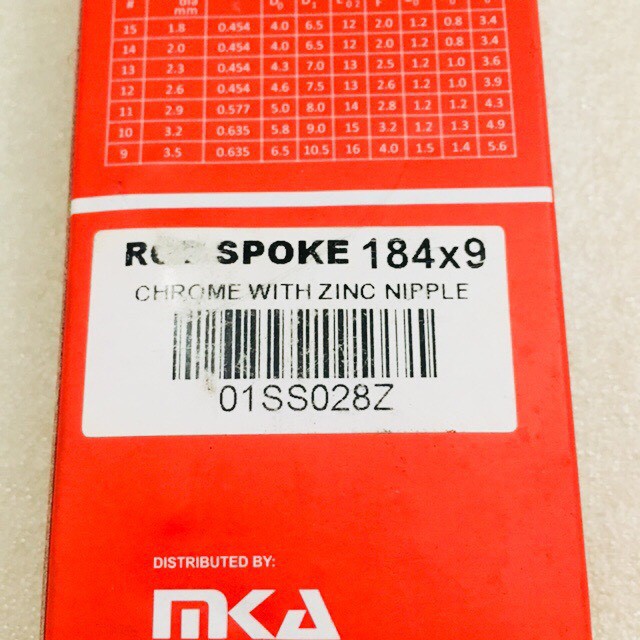 # dia D₀ D₁ F
mm
15 1.8 0.454 4.0 6.5 12 2.0 1.2 0.8 3.4
14 2.0 0.454 4.0 6.5 12 2.0 1.2 0.8 3.4
13 2.3 0.454 4.3 7.0 13 2.5 1.2 1.0 3.6
12 2.6 0.454 4.6 7.5 13 2.6 1.2 1.0 3.9
11 2.9 0.577 5.0 8.0 14 2.8 1.2 1.2 4.3
10 3.2 0.635 5.8 9.0 15 3.2 1.2 1.3 4.9
9 3.5 0.635 6.5 10.5 16 4.0 1.5 1.4 5.6
SPOKE 184x9
CHROME WITH ZINC NIPPLE
01SS028Z
DISTRIBUTED BY:
MKA